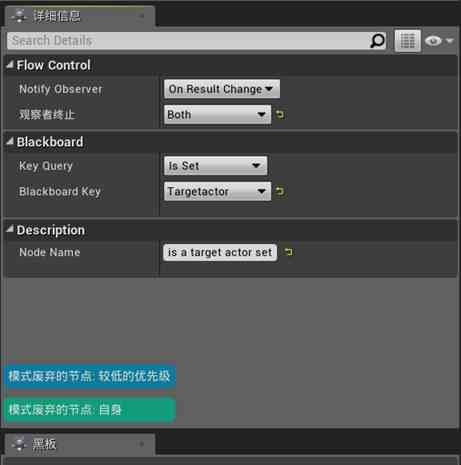 详细信息
Search Details
Flow Control
Notify Observer On Result Change
观察者终止 Both
Blackboard
Key Query Is Set
Blackboard Key Targetactor
Description
Node Name is a target actor set
模式废弃的节点: 较低的优先级
模式废弃的节点: 自身
黑板